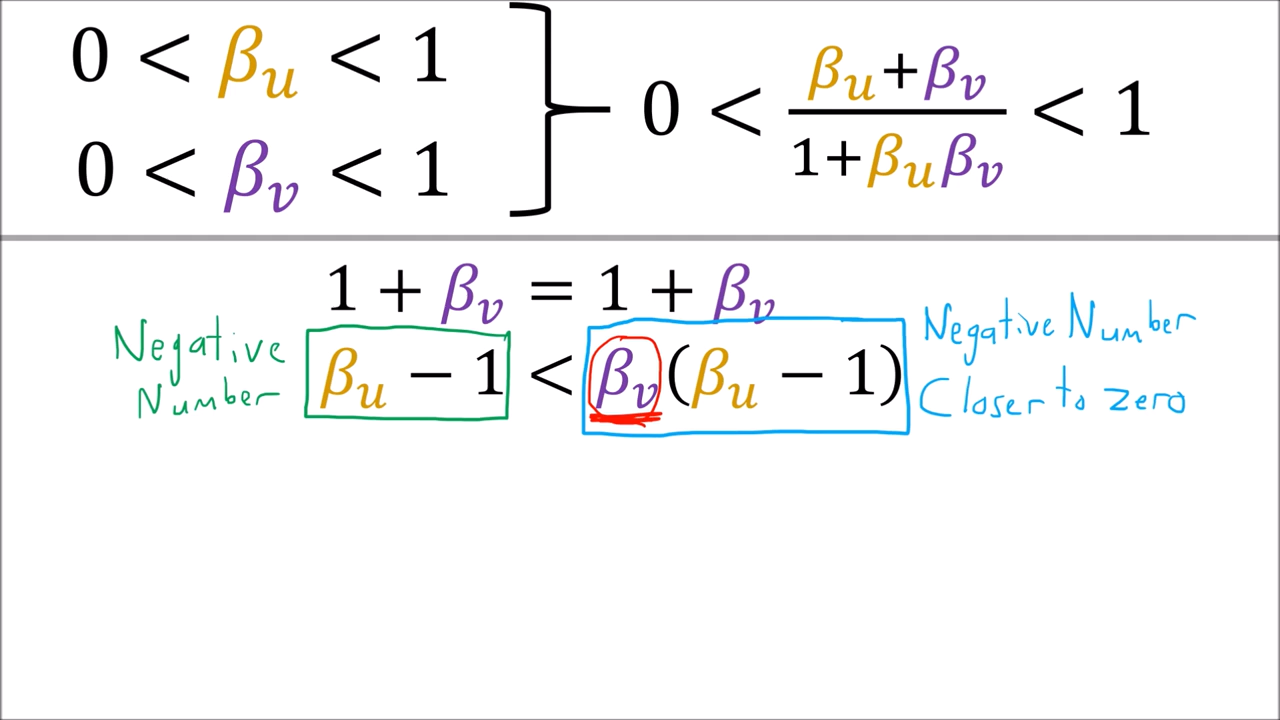 0 < βᵤ < 1
0 < βᵥ < 1
0 < (βᵤ+βᵥ)/(1+βᵤβᵥ) < 1
1 + βᵥ = 1 + βᵥ
Negative
Number
βᵤ − 1 < βᵥ(βᵤ − 1)
Negative Number
Closer to zero